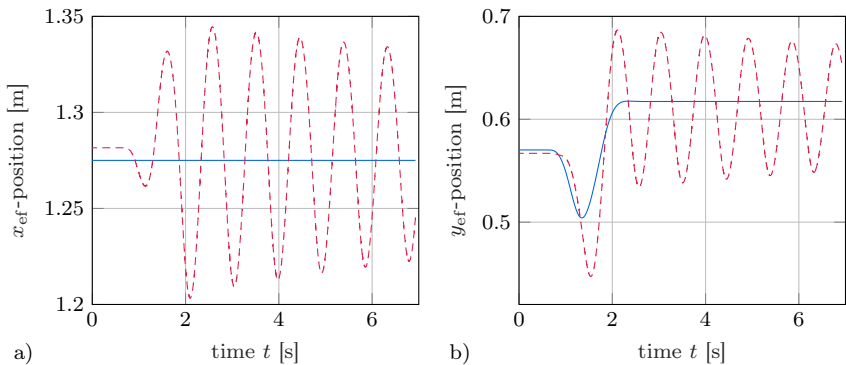 1.35
1.3
1.25
1.2
x_ef-position [m]
0 2 4 6
time t [s]
a)
0.7
0.6
0.5
y_ef-position [m]
0 2 4 6
time t [s]
b)